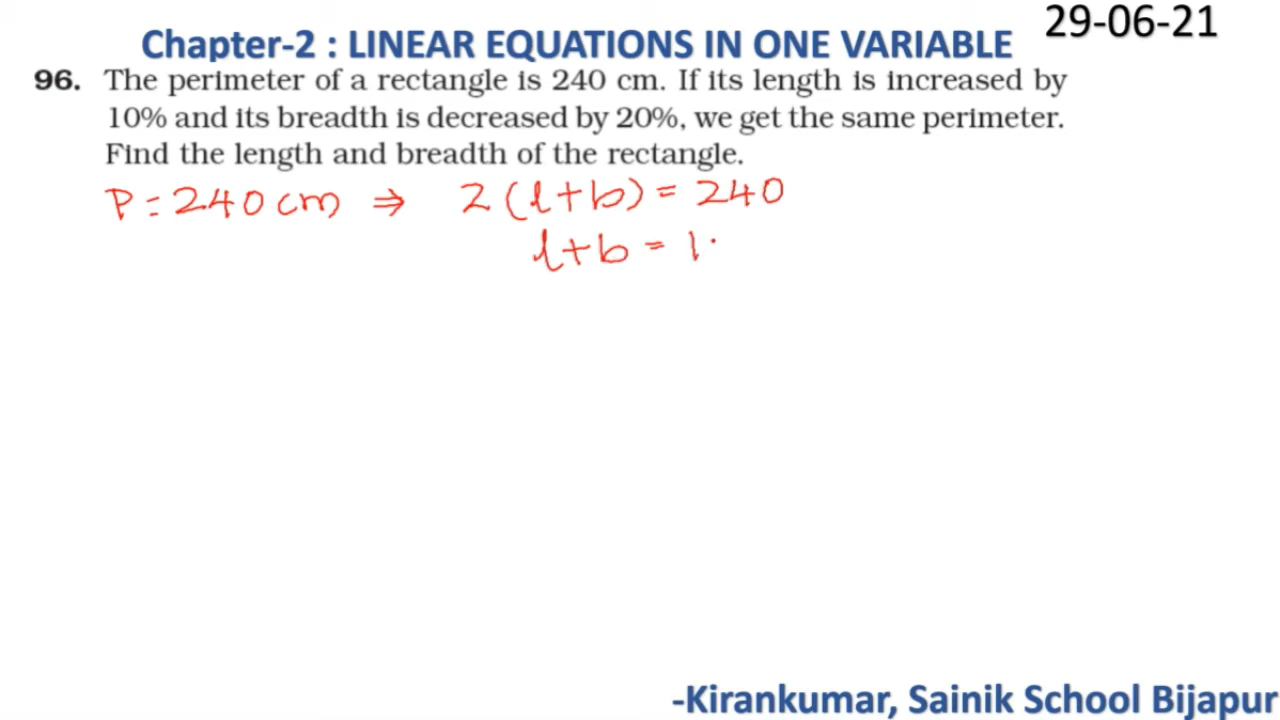 29-06-21
Chapter-2 : LINEAR EQUATIONS IN ONE VARIABLE
96. The perimeter of a rectangle is 240 cm. If its length is increased by
10% and its breadth is decreased by 20%, we get the same perimeter.
Find the length and breadth of the rectangle.
P = 240 cm ⇒ 2 (l + b) = 240
l + b = 1
-Kirankumar, Sainik School Bijapur